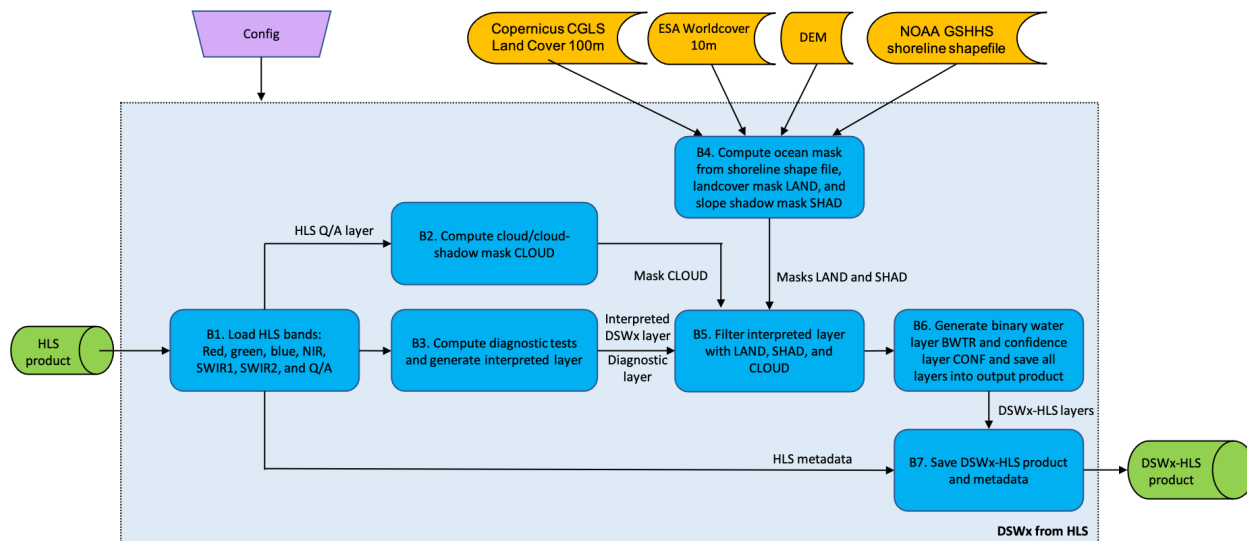 Config
Copernicus CGLS
Land Cover 100m
ESA Worldcover
10m
DEM
NOAA GSHHS
shoreline shapefile
B4. Compute ocean mask
from shoreline shape file,
landcover mask LAND, and
slope shadow mask SHAD
HLS Q/A layer
B2. Compute cloud/cloud-
shadow mask CLOUD
Mask CLOUD
Masks LAND and SHAD
HLS
product
B1. Load HLS bands:
Red, green, blue, NIR,
SWIR1, SWIR2, and Q/A
B3. Compute diagnostic tests
and generate interpreted layer
Interpreted
DSWx layer
Diagnostic
layer
B5. Filter interpreted layer
with LAND, SHAD, and
CLOUD
B6. Generate binary water
layer BWTR and confidence
layer CONF and save all
layers into output product
DSWx-HLS layers
HLS metadata
B7. Save DSWx-HLS product
and metadata
DSWx-HLS
product
DSWx from HLS